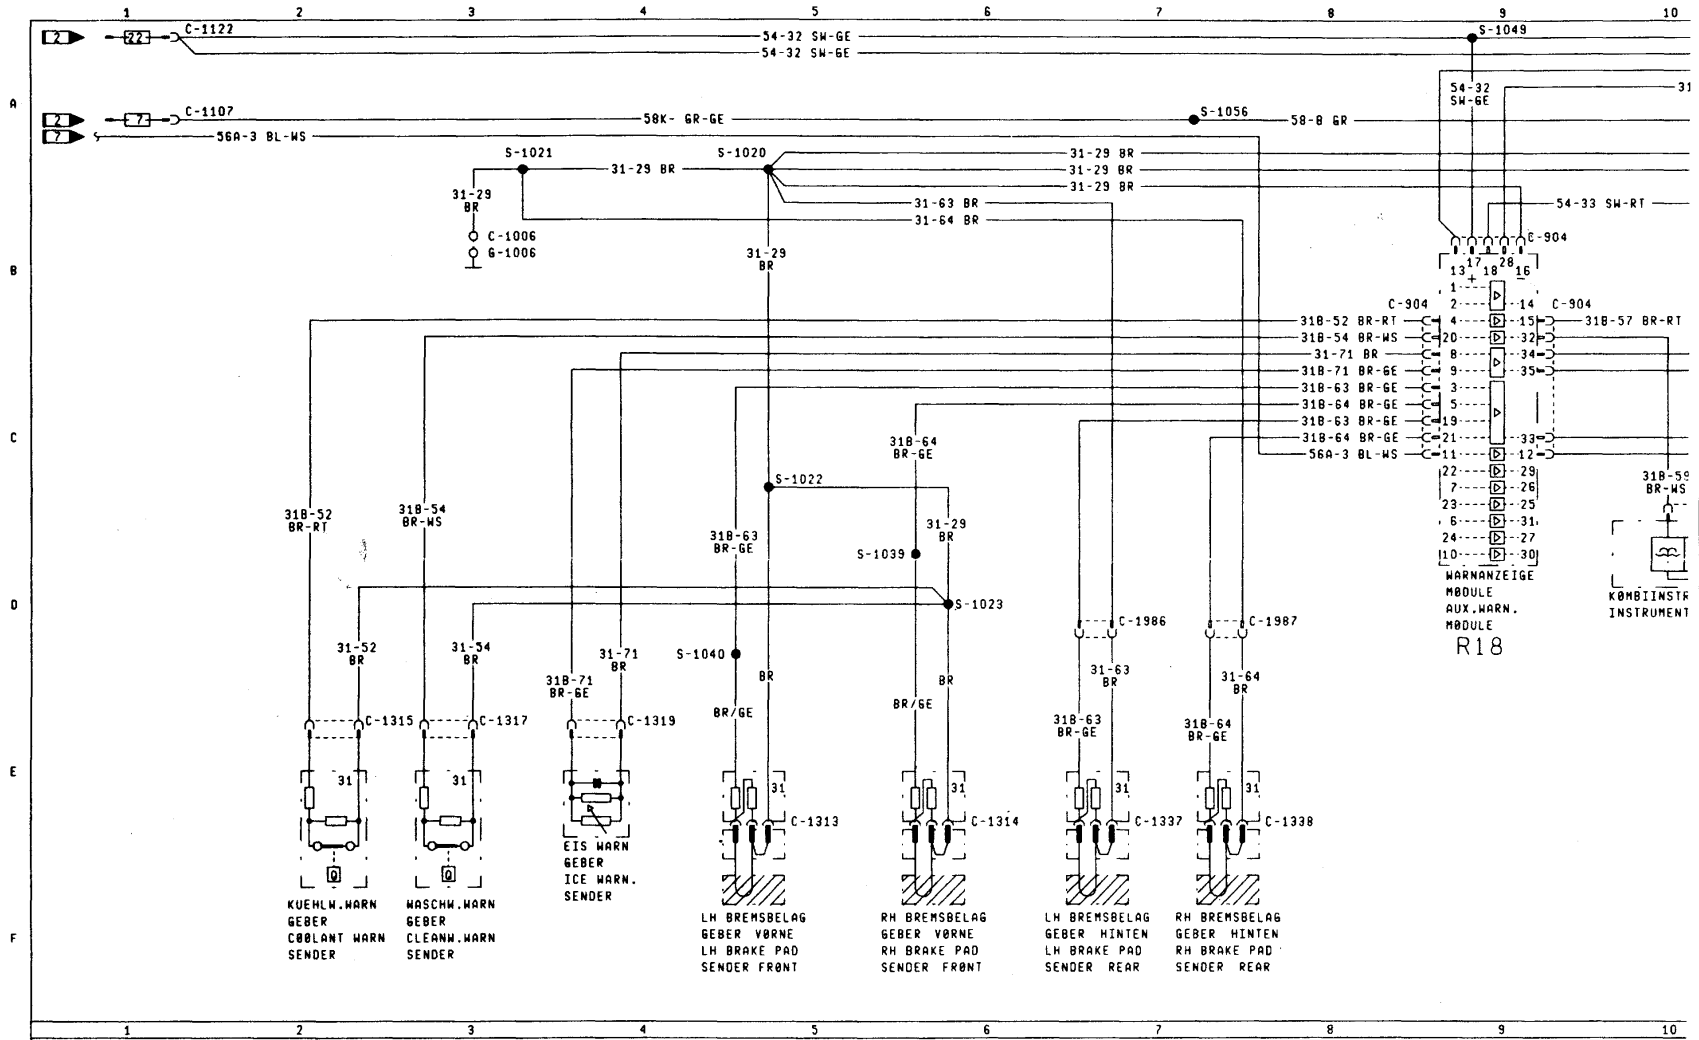 1 2 3 4 5 6 7 8 9 10
2 22 C-1122 54-32 SW-GE S-1049
54-32 SW-GE
A
54-32
SW-GE
31
2 7 C-1107 58K- GR-GE S-1056 58-B GR
7 56A-3 BL-WS
S-1021 31-29 BR S-1020 31-29 BR
31-29 BR
31-29 BR
31-29
BR
31-63 BR 54-33 SW-RT
31-64 BR
C-1006
G-1006
C-904
B
31-29
BR
17 28
13 18 16
+ -
1
C-904 2 14 C-904
31B-52 BR-RT 4 15 31B-57 BR-RT
31B-54 BR-WS 20 32
31-71 BR 8 34
31B-71 BR-GE 9 35
31B-63 BR-GE 3
31B-64 BR-GE 5
31B-63 BR-GE 19
C
31B-64 BR-GE 21 33
56A-3 BL-WS 11 12
22 29
7 26
23 25
6 31
24 27
10 30
31B-64
BR-GE
S-1022
31B-59
BR-WS
31B-52
BR-RT
31B-54
BR-WS
31B-63
BR-GE
31-29
BR
S-1039
WARNANZEIGE
MØDULE
AUX.WARN.
MØDULE
R18
KØMBIINSTR
INSTRUMENT
D
S-1023
C-1986
C-1987
31-52
BR
31-54
BR
31-71
BR
S-1040
31B-71
BR-GE
BR
BR
31-63
BR
31-64
BR
BR/GE
BR/GE
C-1315
C-1317
C-1319
31B-63
BR-GE
31B-64
BR-GE
E
31 31 31 31 31 31
C-1313
C-1314
C-1337
C-1338
Q Q
EIS WARN
GEBER
ICE WARN.
SENDER
KUEHLW.WARN
GEBER
CØØLANT WARN
SENDER
WASCHW.WARN
GEBER
CLEANW.WARN
SENDER
F
LH BREMSBELAG
GEBER VØRNE
LH BRAKE PAD
SENDER FRØNT
RH BREMSBELAG
GEBER VØRNE
RH BRAKE PAD
SENDER FRØNT
LH BREMSBELAG
GEBER HINTEN
LH BRAKE PAD
SENDER REAR
RH BREMSBELAG
GEBER HINTEN
RH BRAKE PAD
SENDER REAR
1 2 3 4 5 6 7 8 9 10